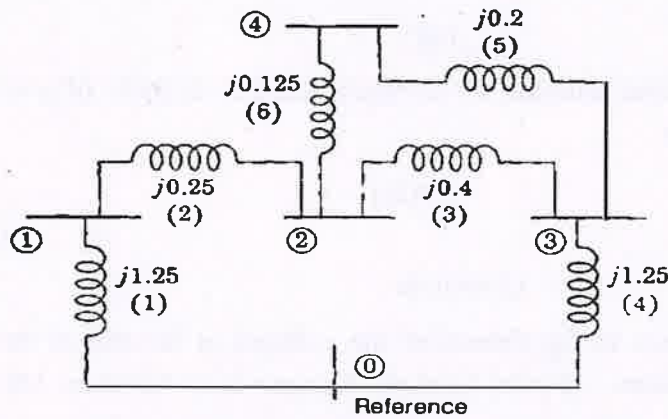 ④
j0.2
(5)
j0.125
(6)
j0.25
(2)
j0.4
(3)
①
②
③
j1.25
(1)
j1.25
(4)
⓪
Reference